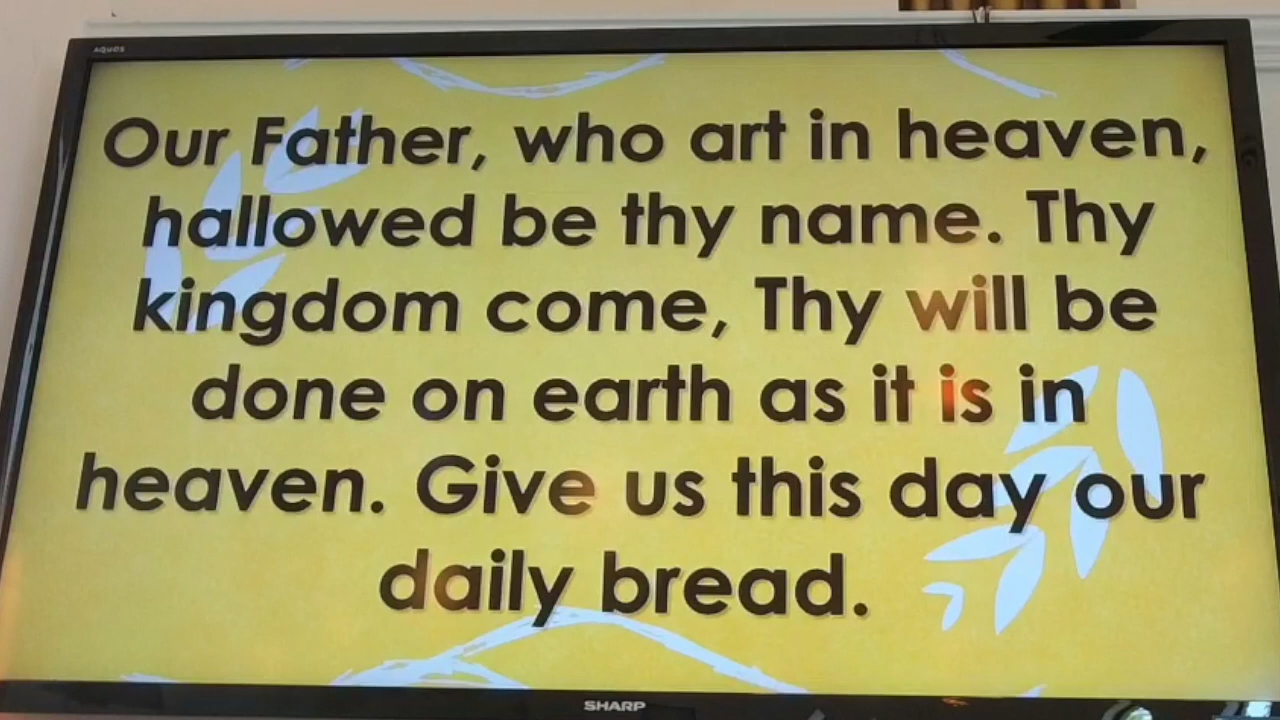 AQUOS
Our Father, who art in heaven,
hallowed be thy name. Thy
kingdom come, Thy will be
done on earth as it is in
heaven. Give us this day our
daily bread.
SHARP